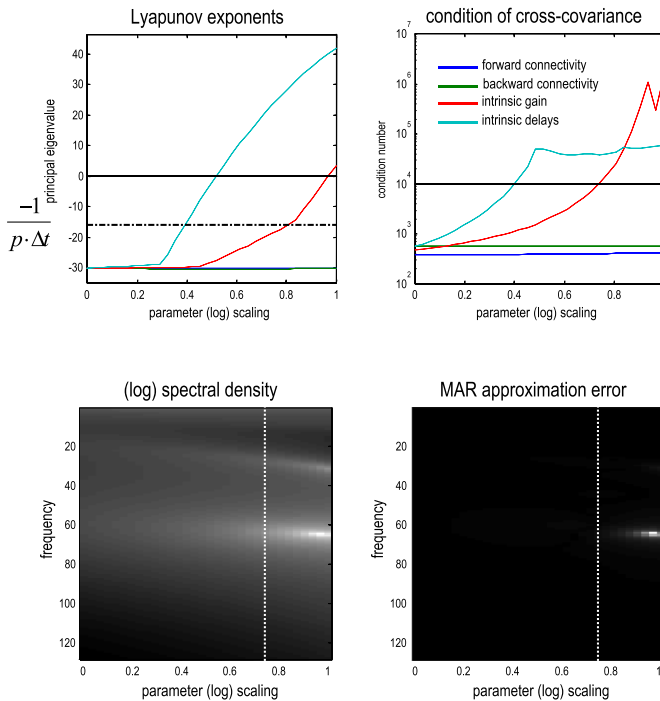 Lyapunov exponents
principal eigenvalue
40
30
20
10
0
-10
-20
-30
-1
p · Δt
0 0.2 0.4 0.6 0.8 1
parameter (log) scaling
condition of cross-covariance
condition number
10^7
10^6
10^5
10^4
10^3
10^2
forward connectivity
backward connectivity
intrinsic gain
intrinsic delays
0 0.2 0.4 0.6 0.8 1
parameter (log) scaling
(log) spectral density
frequency
20
40
60
80
100
120
0 0.2 0.4 0.6 0.8 1
parameter (log) scaling
MAR approximation error
frequency
20
40
60
80
100
120
0 0.2 0.4 0.6 0.8 1
parameter (log) scaling